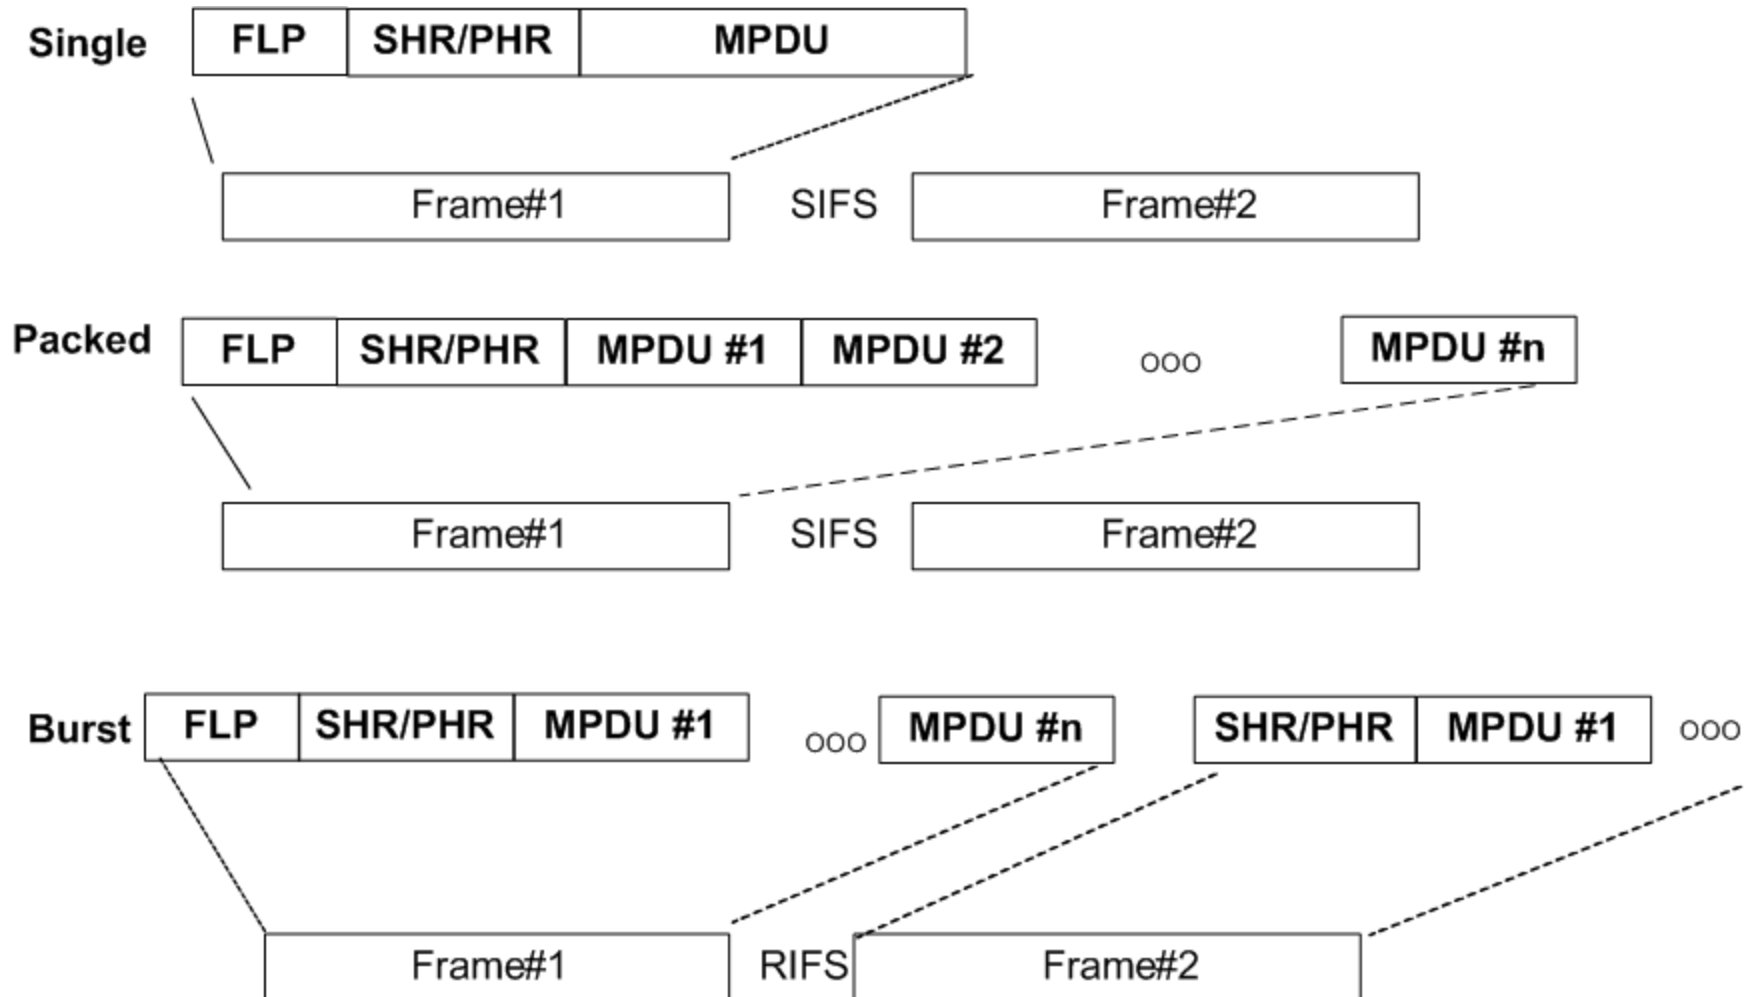 Single FLP SHR/PHR MPDU
Frame#1 SIFS Frame#2
Packed FLP SHR/PHR MPDU #1 MPDU #2 ooo MPDU #n
Frame#1 SIFS Frame#2
Burst FLP SHR/PHR MPDU #1 ooo MPDU #n SHR/PHR MPDU #1 ooo
Frame#1 RIFS Frame#2